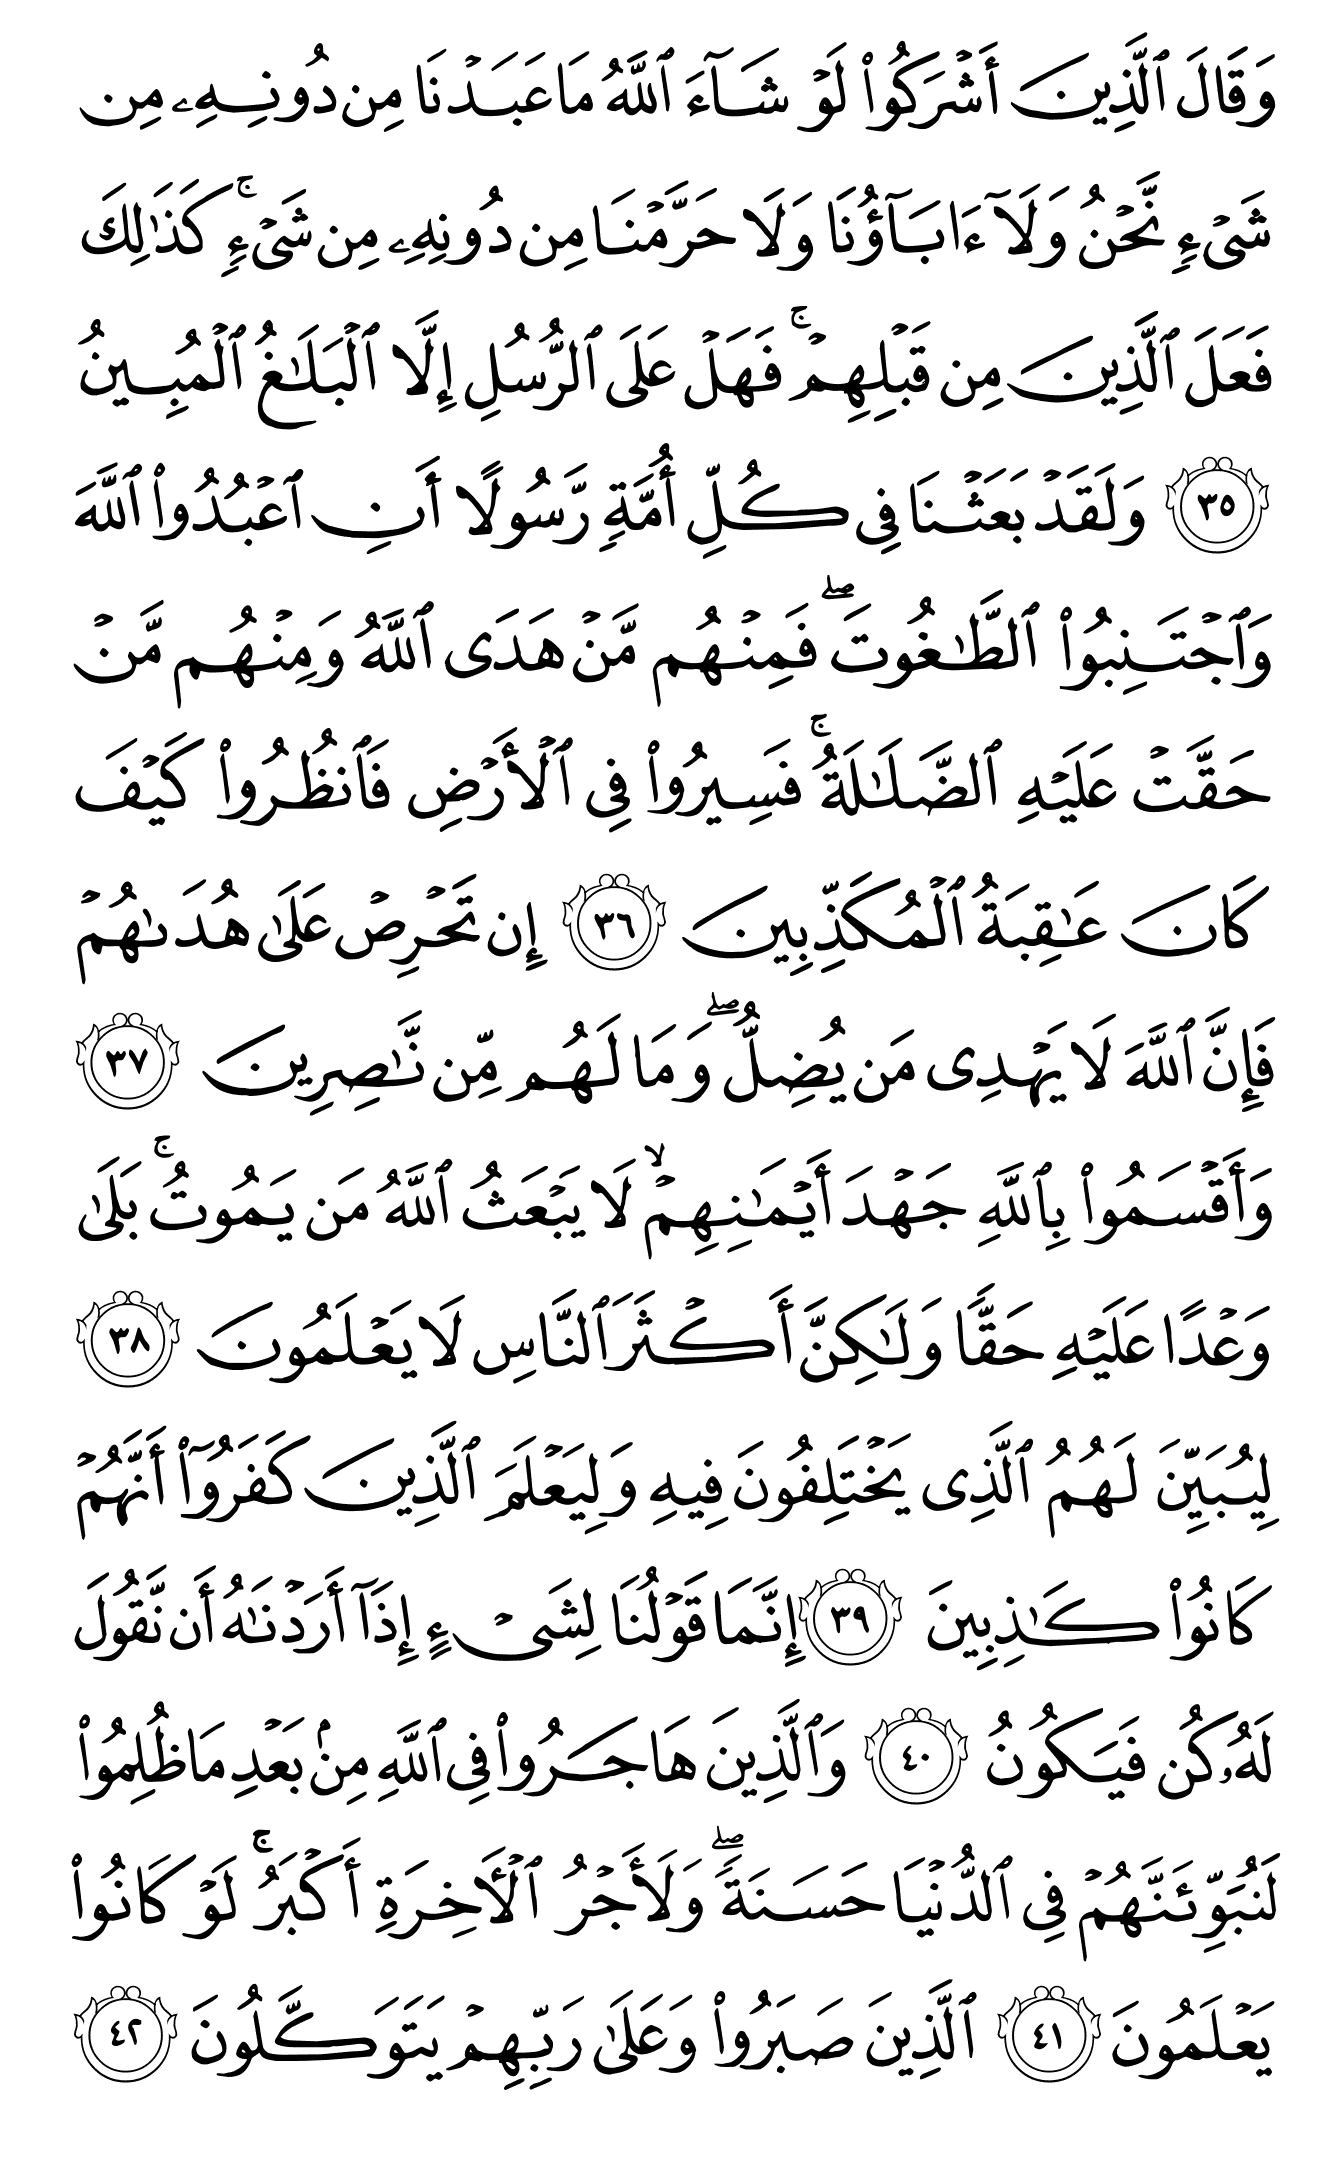 وَقَالَ ٱلَّذِينَ أَشۡرَكُواْ لَوۡ شَآءَ ٱللَّهُ مَا عَبَدۡنَا مِن دُونِهِۦ مِن
شَيۡءٖ نَّحۡنُ وَلَآ ءَابَآؤُنَا وَلَا حَرَّمۡنَا مِن دُونِهِۦ مِن شَيۡءٖۚ كَذَٰلِكَ
فَعَلَ ٱلَّذِينَ مِن قَبۡلِهِمۡۚ فَهَلۡ عَلَى ٱلرُّسُلِ إِلَّا ٱلۡبَلَٰغُ ٱلۡمُبِينُ
٣٥ وَلَقَدۡ بَعَثۡنَا فِي كُلِّ أُمَّةٖ رَّسُولًا أَنِ ٱعۡبُدُواْ ٱللَّهَ
وَٱجۡتَنِبُواْ ٱلطَّٰغُوتَۖ فَمِنۡهُم مَّنۡ هَدَى ٱللَّهُ وَمِنۡهُم مَّنۡ
حَقَّتۡ عَلَيۡهِ ٱلضَّلَٰلَةُۚ فَسِيرُواْ فِي ٱلۡأَرۡضِ فَٱنظُرُواْ كَيۡفَ
كَانَ عَٰقِبَةُ ٱلۡمُكَذِّبِينَ ٣٦ إِن تَحۡرِصۡ عَلَىٰ هُدَىٰهُمۡ
فَإِنَّ ٱللَّهَ لَا يَهۡدِي مَن يُضِلُّۖ وَمَا لَهُم مِّن نَّٰصِرِينَ ٣٧
وَأَقۡسَمُواْ بِٱللَّهِ جَهۡدَ أَيۡمَٰنِهِمۡۙ لَا يَبۡعَثُ ٱللَّهُ مَن يَمُوتُۚ بَلَىٰ
وَعۡدًا عَلَيۡهِ حَقّٗا وَلَٰكِنَّ أَكۡثَرَ ٱلنَّاسِ لَا يَعۡلَمُونَ ٣٨
لِيُبَيِّنَ لَهُمُ ٱلَّذِي يَخۡتَلِفُونَ فِيهِ وَلِيَعۡلَمَ ٱلَّذِينَ كَفَرُوٓاْ أَنَّهُمۡ
كَانُواْ كَٰذِبِينَ ٣٩ إِنَّمَا قَوۡلُنَا لِشَيۡءٍ إِذَآ أَرَدۡنَٰهُ أَن نَّقُولَ
لَهُۥ كُن فَيَكُونُ ٤٠ وَٱلَّذِينَ هَاجَرُواْ فِي ٱللَّهِ مِنۢ بَعۡدِ مَا ظُلِمُواْ
لَنُبَوِّئَنَّهُمۡ فِي ٱلدُّنۡيَا حَسَنَةٗۖ وَلَأَجۡرُ ٱلۡأٓخِرَةِ أَكۡبَرُۚ لَوۡ كَانُواْ
يَعۡلَمُونَ ٤١ ٱلَّذِينَ صَبَرُواْ وَعَلَىٰ رَبِّهِمۡ يَتَوَكَّلُونَ ٤٢